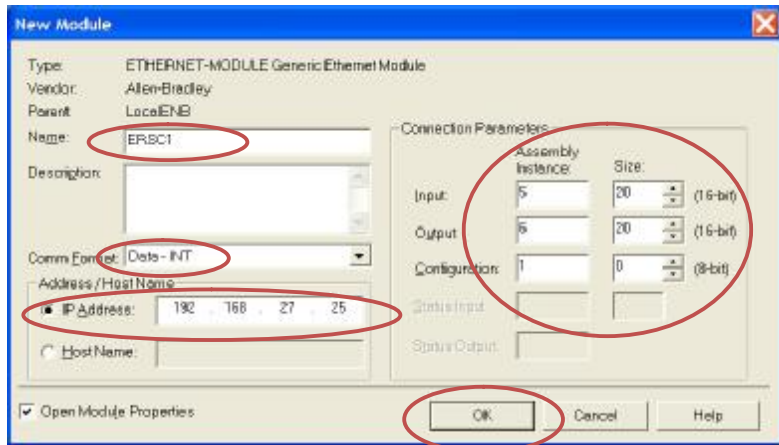 New Module
Type: ETHERNET-MODULE Generic Ethernet Module
Vendor: Allen-Bradley
Parent: LocalENB
Name: ERSC1
Description:
Comm Format: Data - INT
Address / Host Name
IP Address: 192 . 168 . 27 . 25
Host Name:
Connection Parameters
Assembly Instance: Size:
Input: 5 20 (16-bit)
Output: 6 20 (16-bit)
Configuration: 1 0 (8-bit)
Status Input:
Status Output:
Open Module Properties
OK Cancel Help